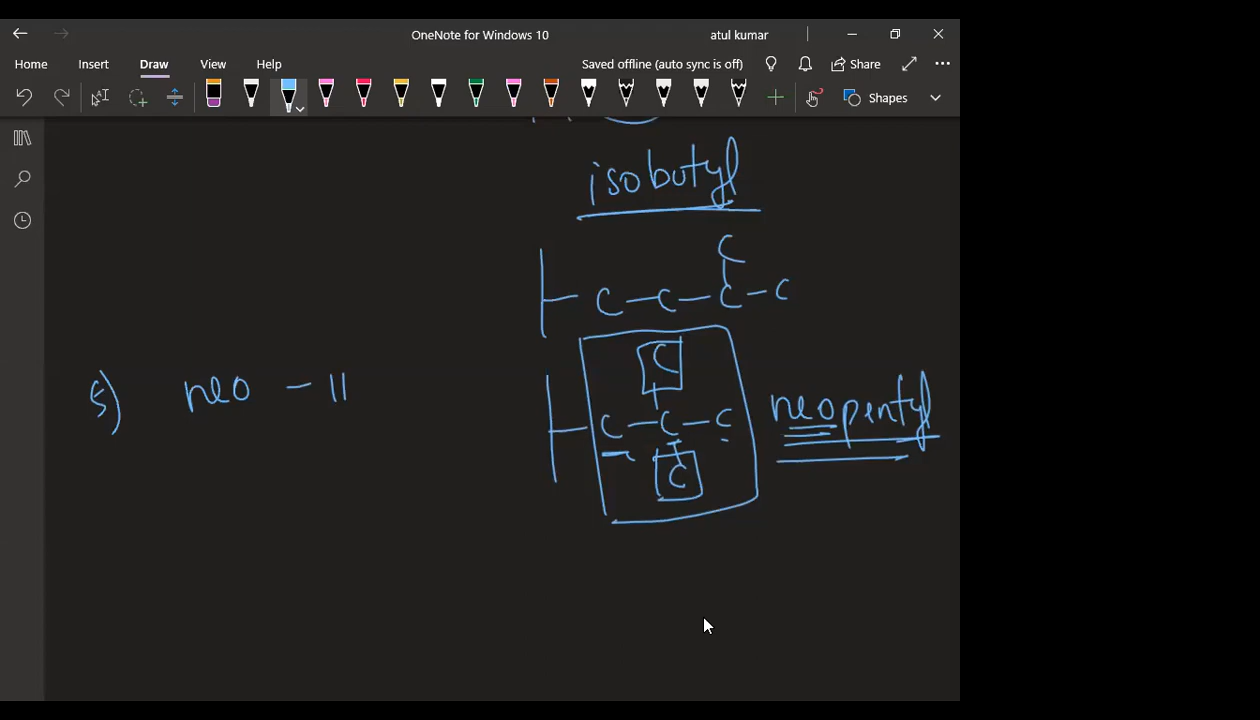 OneNote for Windows 10
atul kumar
Home Insert Draw View Help
Saved offline (auto sync is off)
Share
Shapes
isobutyl
C
C — C — C — C
C
5) neo – 11
C — C — C
neopentyl
C